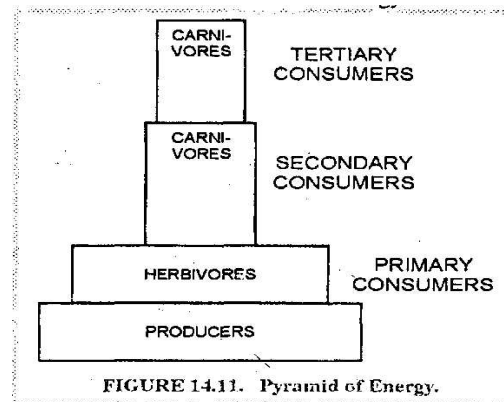 CARNI-
VORES
TERTIARY
CONSUMERS
CARNI-
VORES
SECONDARY
CONSUMERS
HERBIVORES
PRIMARY
CONSUMERS
PRODUCERS
FIGURE 14.11. Pyramid of Energy.